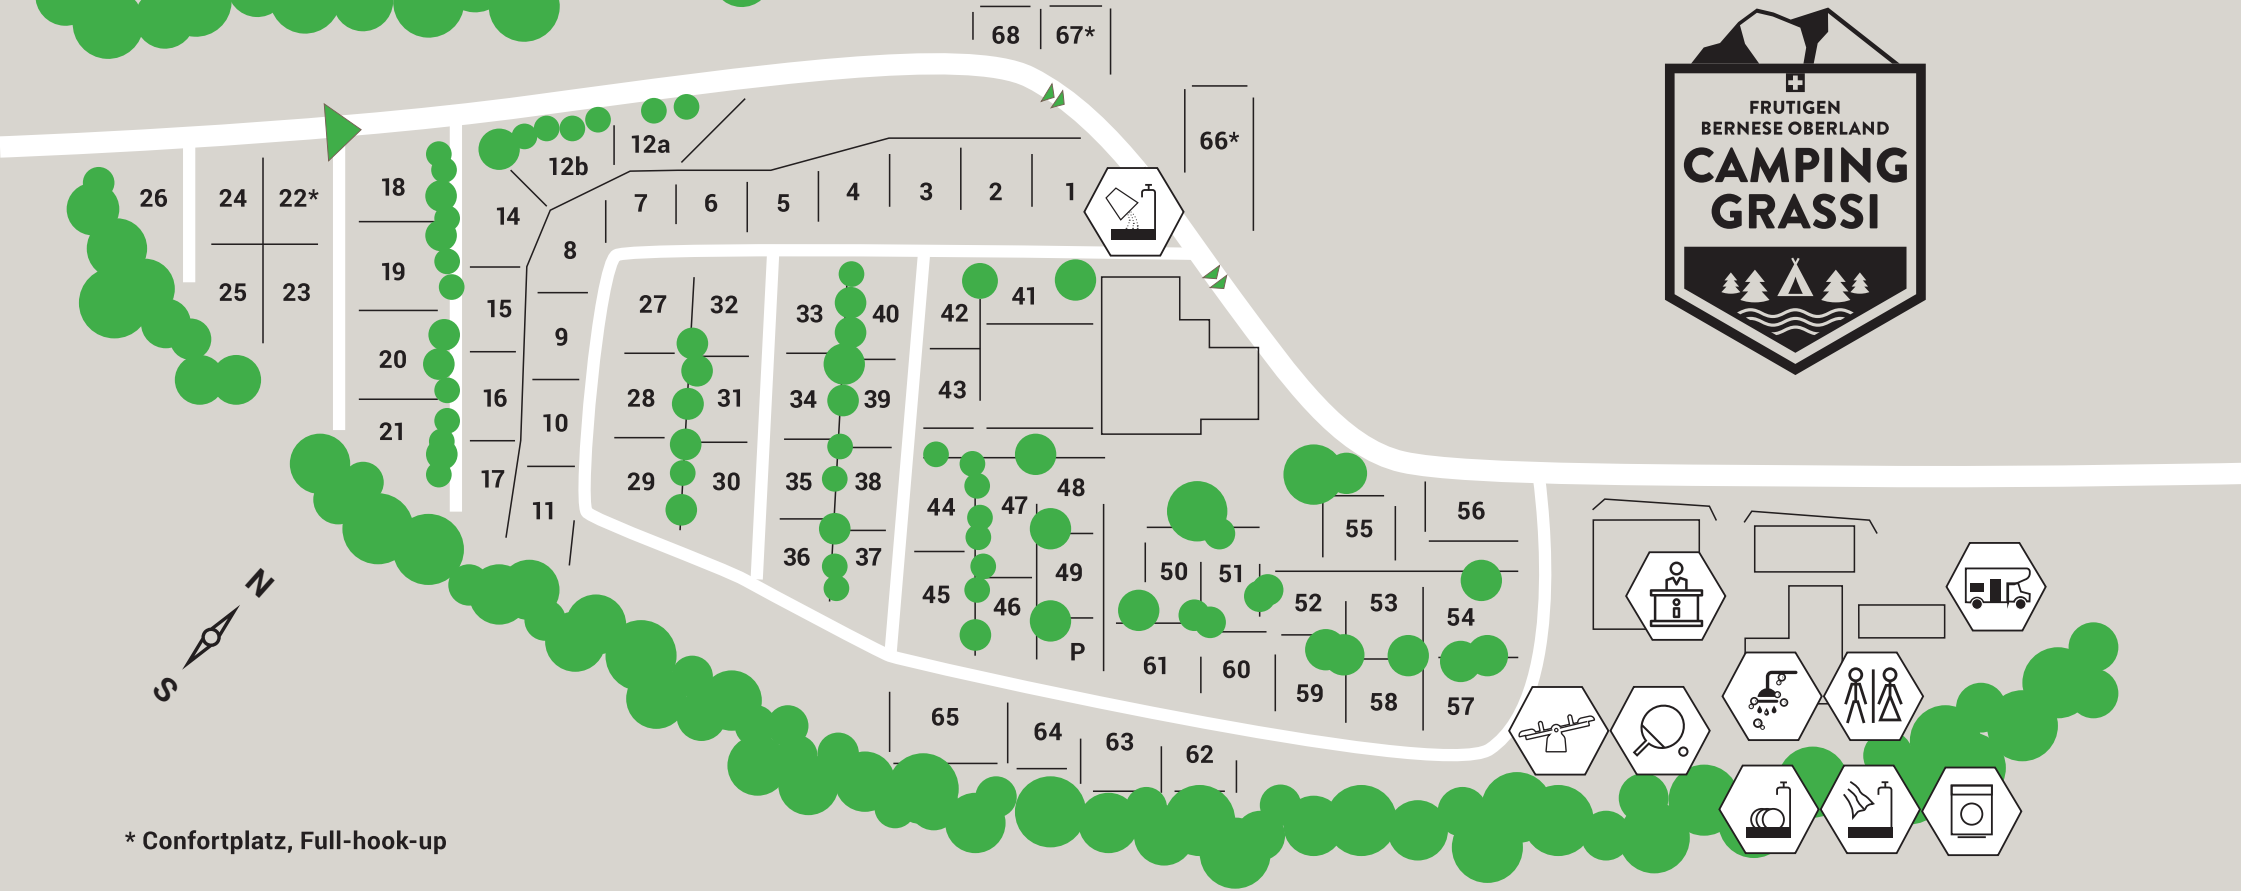 68 67*
66*
FRUTIGEN
BERNESE OBERLAND
CAMPING
GRASSI
12a
12b
26 24 22* 18 14 7 6 5 4 3 2 1
8
25 23 19 15 9
27 32 33 40 42 41
20 16 10 28 31 34 39 43
21 17 11 29 30 35 38 44 47 48
56
55
36 37 45 46 49 50 51
52 53 54
P
61 60 59 58 57
65 64 63 62
N
S
* Confortplatz, Full-hook-up